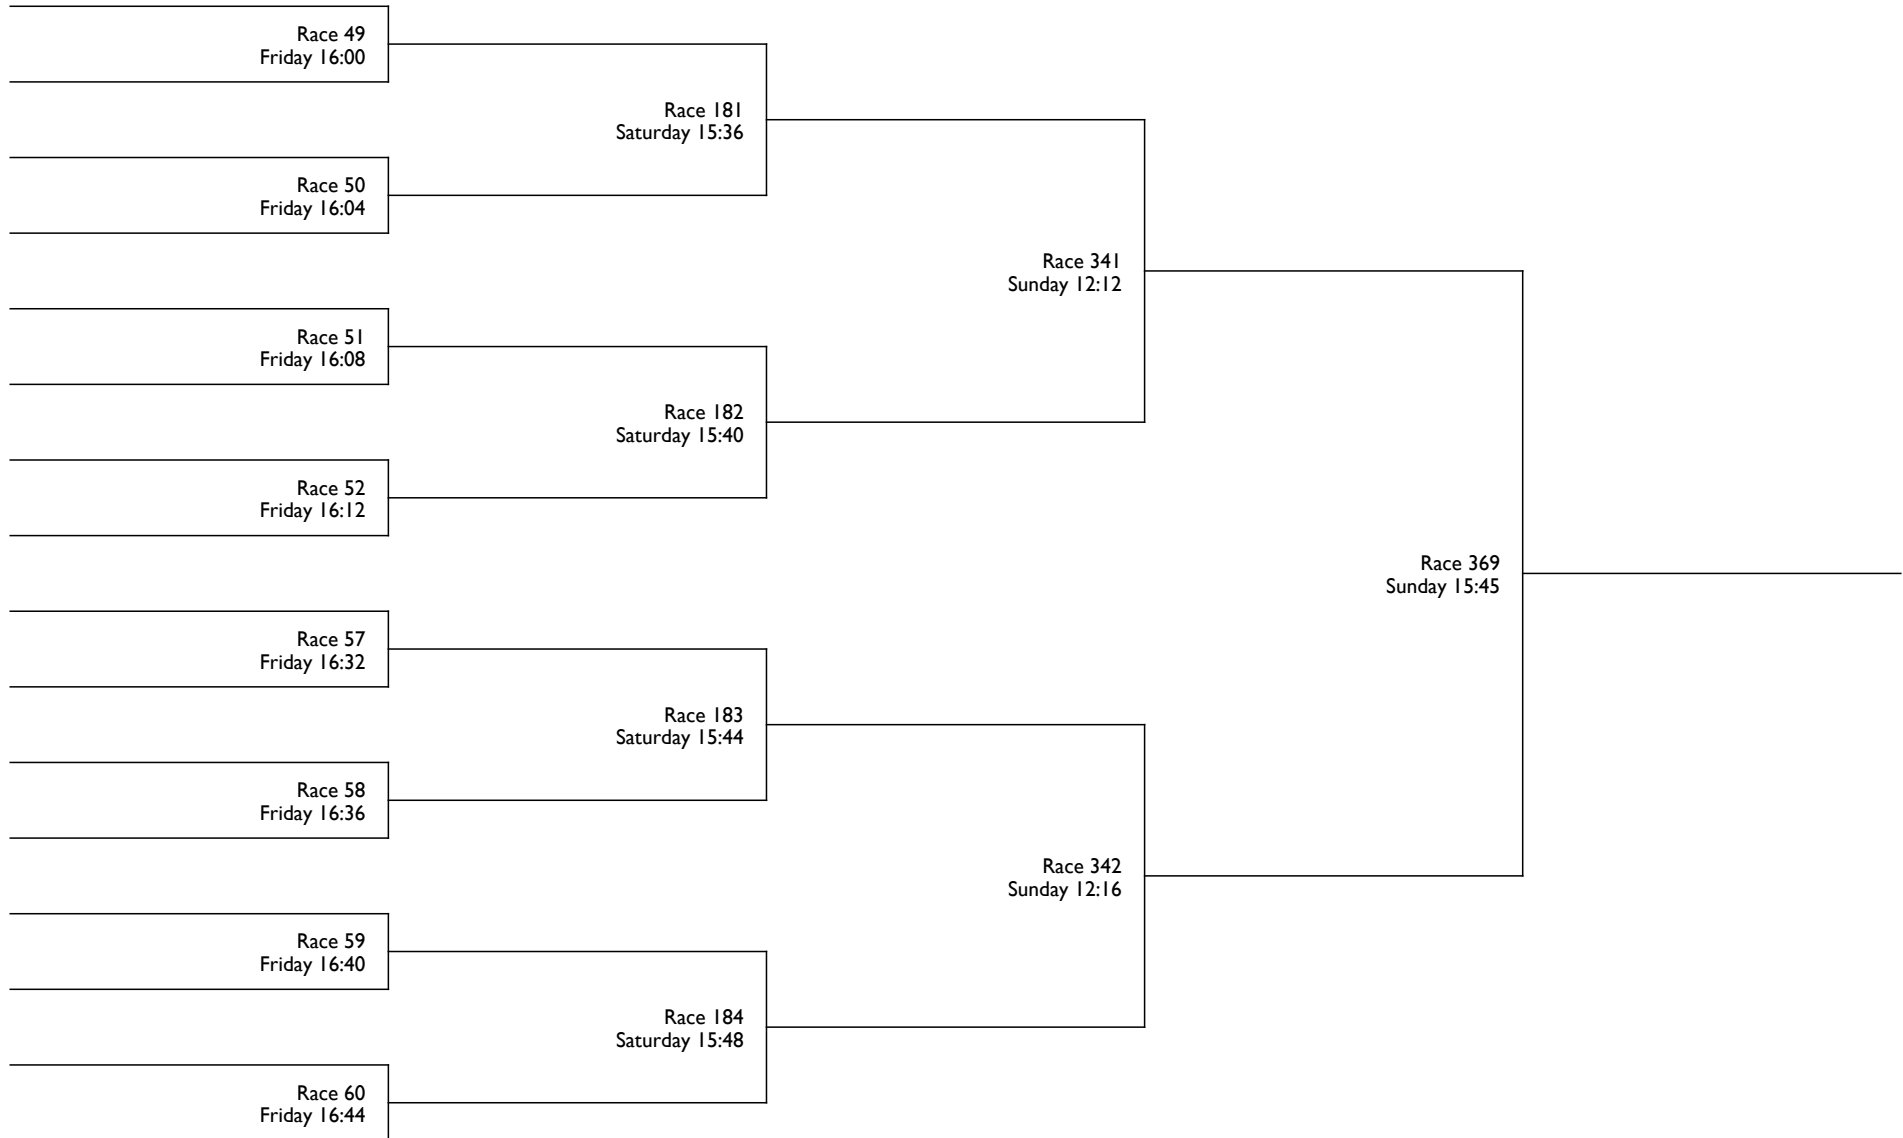 Race 49
Friday 16:00
Race 181
Saturday 15:36
Race 50
Friday 16:04
Race 341
Sunday 12:12
Race 51
Friday 16:08
Race 182
Saturday 15:40
Race 52
Friday 16:12
Race 369
Sunday 15:45
Race 57
Friday 16:32
Race 183
Saturday 15:44
Race 58
Friday 16:36
Race 342
Sunday 12:16
Race 59
Friday 16:40
Race 184
Saturday 15:48
Race 60
Friday 16:44